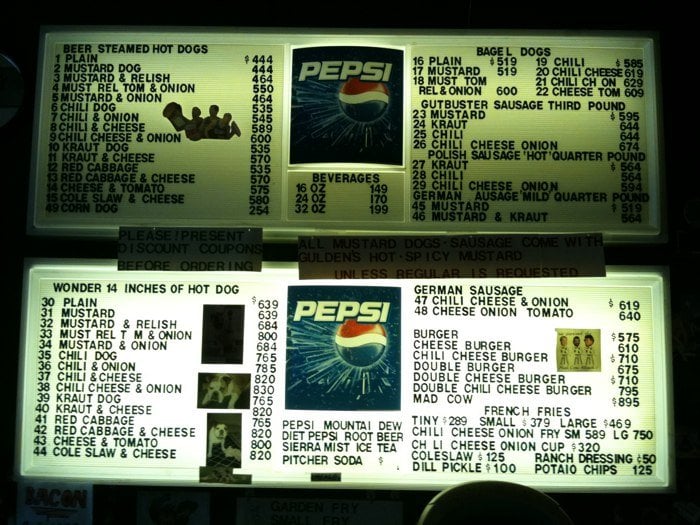 BEER STEAMED HOT DOGS
1 PLAIN $444
2 MUSTARD DOG 444
3 MUSTARD & RELISH 464
4 MUST REL TOM & ONION 550
5 MUSTARD & ONION 464
6 CHILI DOG 535
7 CHILI & ONION 545
8 CHILI & CHEESE 589
9 CHILI CHEESE & ONION 600
10 KRAUT DOG 535
11 KRAUT & CHEESE 570
12 RED CABBAGE 535
13 RED CABBAGE & CHEESE 570
14 CHEESE & TOMATO 575
15 COLE SLAW & CHEESE 580
49 CORN DOG 254
PEPSI
BEVERAGES
16 OZ 149
24 OZ 170
32 OZ 199
BAGEL DOGS
16 PLAIN $519 19 CHILI $585
17 MUSTARD 519 20 CHILI CHEESE 619
18 MUST TOM 21 CHILI CH ON 629
REL & ONION 600 22 CHEESE TOM 609
GUTBUSTER SAUSAGE THIRD POUND
23 MUSTARD $595
24 KRAUT 644
25 CHILI 644
26 CHILI CHEESE ONION 674
POLISH SAUSAGE 'HOT' QUARTER POUND
27 KRAUT $564
28 CHILI 564
29 CHILI CHEESE ONION 594
GERMAN AUSAGE 'MILD' QUARTER POUND
45 MUSTARD $519
46 MUSTARD & KRAUT 564
PLEASE! PRESENT
DISCOUNT COUPONS
BEFORE ORDERING
ALL MUSTARD DOGS-SAUSAGE COME WITH
GULDENS HOT-SPICY MUSTARD
UNLESS REGULAR IS REQUESTED
WONDER 14 INCHES OF HOT DOG
30 PLAIN $639
31 MUSTARD 639
32 MUSTARD & RELISH 684
33 MUST REL T M & ONION 800
34 MUSTARD & ONION 684
35 CHILI DOG 765
36 CHILI & ONION 785
37 CHILI & CHEESE 820
38 CHILI CHEESE & ONION 830
39 KRAUT DOG 765
40 KRAUT & CHEESE 820
41 RED CABBAGE 765
42 RED CABBAGE & CHEESE 820
43 CHEESE & TOMATO 800
44 COLE SLAW & CHEESE 820
PEPSI
PEPSI MOUNTAI DEW
DIET PEPSI ROOT BEER
SIERRA MIST ICE TEA
PITCHER SODA $
GERMAN SAUSAGE
47 CHILI CHEESE & ONION $619
48 CHEESE ONION TOMATO 640
BURGER $575
CHEESE BURGER 610
CHILI CHEESE BURGER $710
DOUBLE BURGER 675
DOUBLE CHEESE BURGER $710
DOUBLE CHILI CHEESE BURGER 795
MAD COW $895
FRENCH FRIES
TINY $289 SMALL $379 LARGE $469
CHILI CHEESE ONION FRY SM 589 LG 750
CH LI CHEESE ONION CUP $320
COLESLAW $125 RANCH DRESSING ¢50
DILL PICKLE $100 POTAIO CHIPS 125
BACON
GARDEN FRY
SMALL FRY